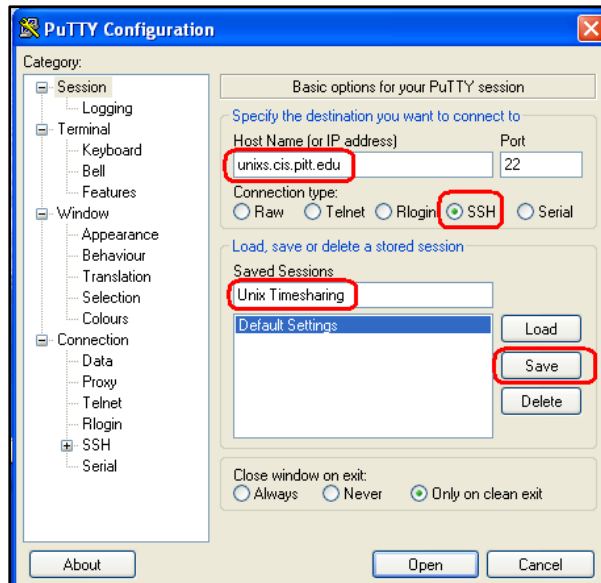 PuTTY Configuration
Category:
Session
Logging
Terminal
Keyboard
Bell
Features
Window
Appearance
Behaviour
Translation
Selection
Colours
Connection
Data
Proxy
Telnet
Rlogin
SSH
Serial
Basic options for your PuTTY session
Specify the destination you want to connect to
Host Name (or IP address) Port
unixs.cis.pitt.edu 22
Connection type:
Raw Telnet Rlogin SSH Serial
Load, save or delete a stored session
Saved Sessions
Unix Timesharing
Default Settings
Load
Save
Delete
Close window on exit:
Always Never Only on clean exit
About Open Cancel